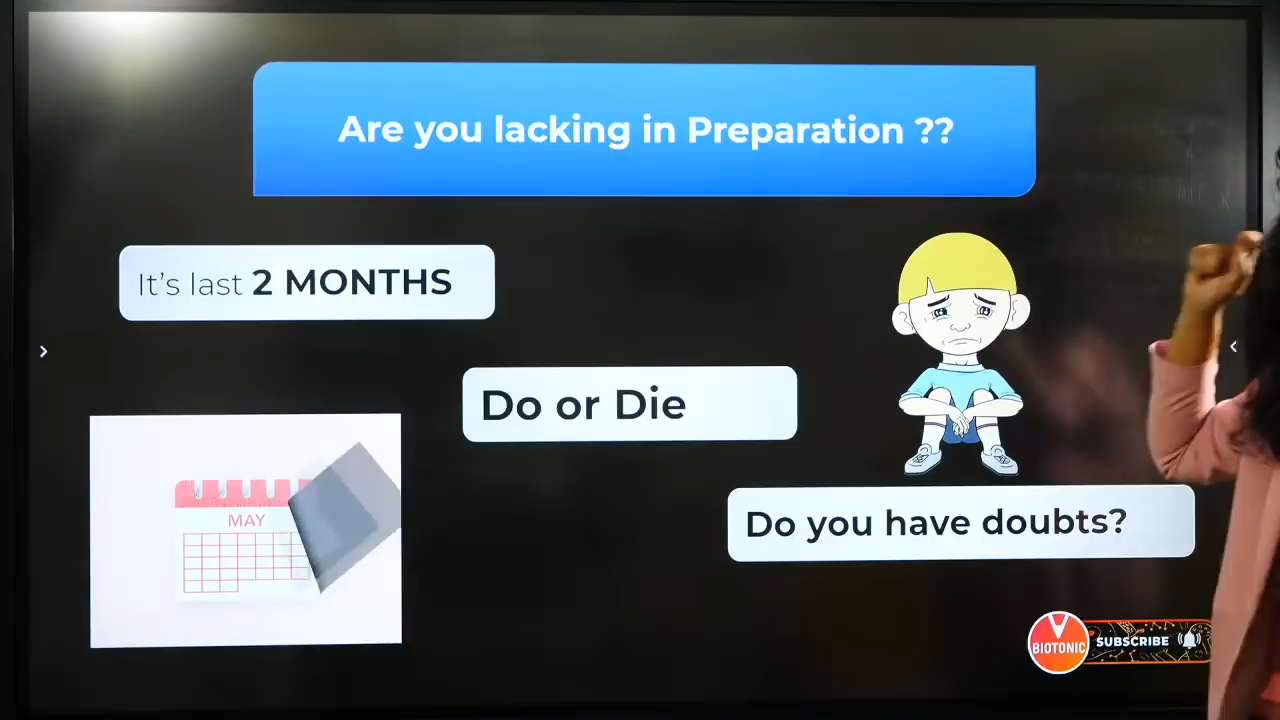 Are you lacking in Preparation ??
It's last 2 MONTHS
Do or Die
MAY
Do you have doubts?
BIOTONIC
SUBSCRIBE